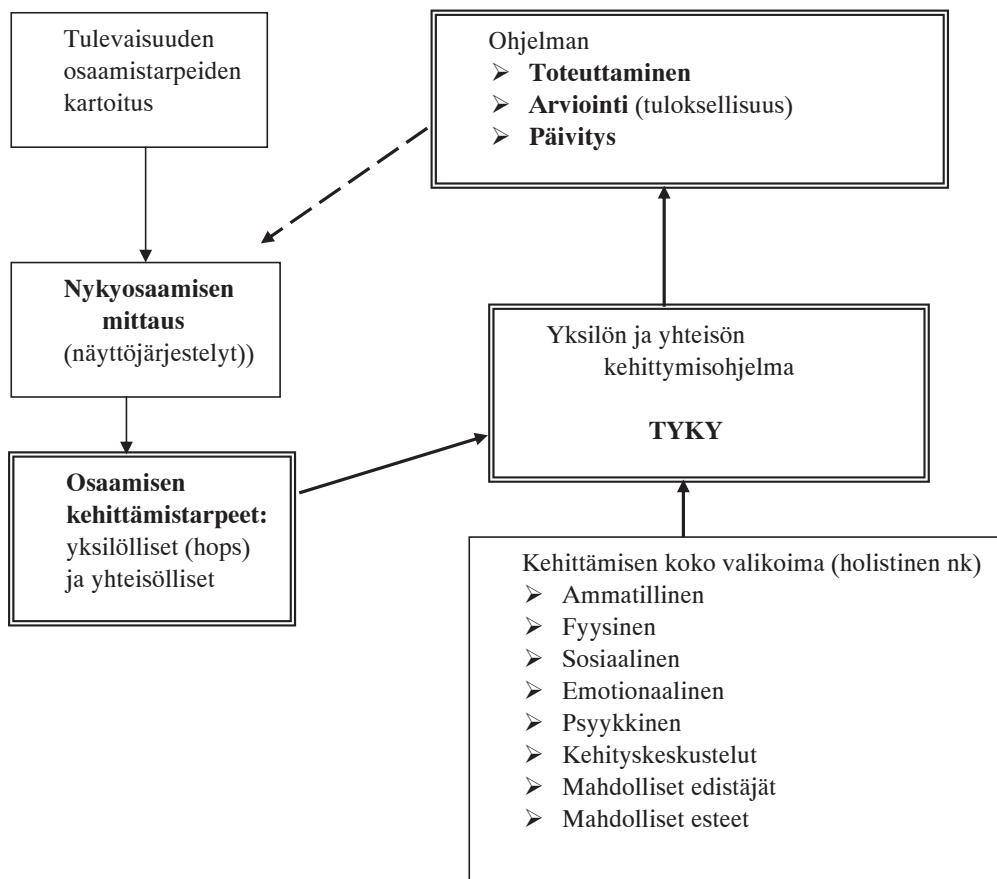 Tulevaisuuden
osaamistarpeiden
kartoitus
Ohjelman
➢ Toteuttaminen
➢ Arviointi (tuloksellisuus)
➢ Päivitys
Nykyosaamisen
mittaus
(näyttöjärjestelyt))
Yksilön ja yhteisön
kehittymisohjelma
TYKY
Osaamisen
kehittämistarpeet:
yksilölliset (hops)
ja yhteisölliset
Kehittämisen koko valikoima (holistinen nk)
➢ Ammatillinen
➢ Fyysinen
➢ Sosiaalinen
➢ Emotionaalinen
➢ Psyykkinen
➢ Kehityskeskustelut
➢ Mahdolliset edistäjät
➢ Mahdolliset esteet